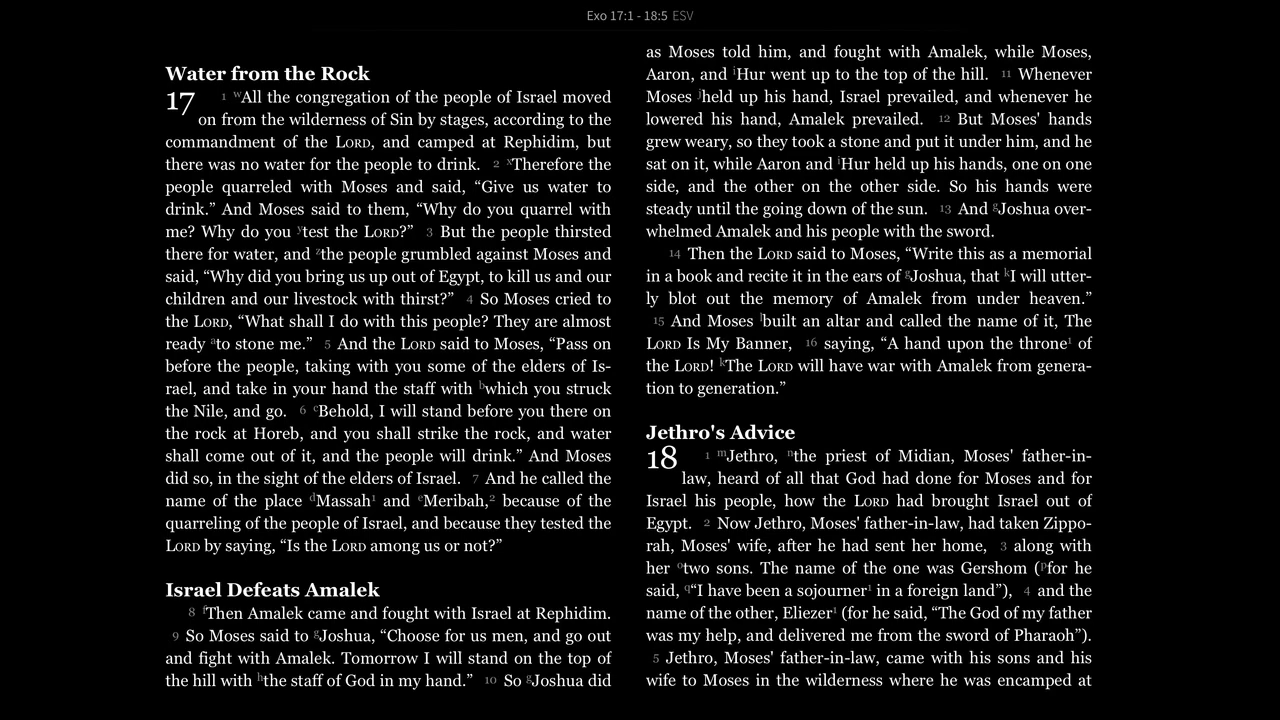 Exo 17:1 - 18:5 ESV
Water from the Rock
17 1 wAll the congregation of the people of Israel moved
on from the wilderness of Sin by stages, according to the
commandment of the LORD, and camped at Rephidim, but
there was no water for the people to drink. 2 xTherefore the
people quarreled with Moses and said, “Give us water to
drink.” And Moses said to them, “Why do you quarrel with
me? Why do you ytest the LORD?” 3 But the people thirsted
there for water, and zthe people grumbled against Moses and
said, “Why did you bring us up out of Egypt, to kill us and our
children and our livestock with thirst?” 4 So Moses cried to
the LORD, “What shall I do with this people? They are almost
ready ato stone me.” 5 And the LORD said to Moses, “Pass on
before the people, taking with you some of the elders of Is-
rael, and take in your hand the staff with bwhich you struck
the Nile, and go. 6 cBehold, I will stand before you there on
the rock at Horeb, and you shall strike the rock, and water
shall come out of it, and the people will drink.” And Moses
did so, in the sight of the elders of Israel. 7 And he called the
name of the place dMassah1 and eMeribah,2 because of the
quarreling of the people of Israel, and because they tested the
LORD by saying, “Is the LORD among us or not?”
Israel Defeats Amalek
8 fThen Amalek came and fought with Israel at Rephidim.
9 So Moses said to gJoshua, “Choose for us men, and go out
and fight with Amalek. Tomorrow I will stand on the top of
the hill with hthe staff of God in my hand.” 10 So gJoshua did
as Moses told him, and fought with Amalek, while Moses,
Aaron, and iHur went up to the top of the hill. 11 Whenever
Moses jheld up his hand, Israel prevailed, and whenever he
lowered his hand, Amalek prevailed. 12 But Moses' hands
grew weary, so they took a stone and put it under him, and he
sat on it, while Aaron and iHur held up his hands, one on one
side, and the other on the other side. So his hands were
steady until the going down of the sun. 13 And gJoshua over-
whelmed Amalek and his people with the sword.
14 Then the LORD said to Moses, “Write this as a memorial
in a book and recite it in the ears of gJoshua, that kI will utter-
ly blot out the memory of Amalek from under heaven.”
15 And Moses lbuilt an altar and called the name of it, The
LORD Is My Banner, 16 saying, “A hand upon the throne1 of
the LORD! kThe LORD will have war with Amalek from genera-
tion to generation.”
Jethro's Advice
18 1 mJethro, nthe priest of Midian, Moses' father-in-
law, heard of all that God had done for Moses and for
Israel his people, how the LORD had brought Israel out of
Egypt. 2 Now Jethro, Moses' father-in-law, had taken Zippo-
rah, Moses' wife, after he had sent her home, 3 along with
her otwo sons. The name of the one was Gershom (pfor he
said, q“I have been a sojourner1 in a foreign land”), 4 and the
name of the other, Eliezer1 (for he said, “The God of my father
was my help, and delivered me from the sword of Pharaoh”).
5 Jethro, Moses' father-in-law, came with his sons and his
wife to Moses in the wilderness where he was encamped at